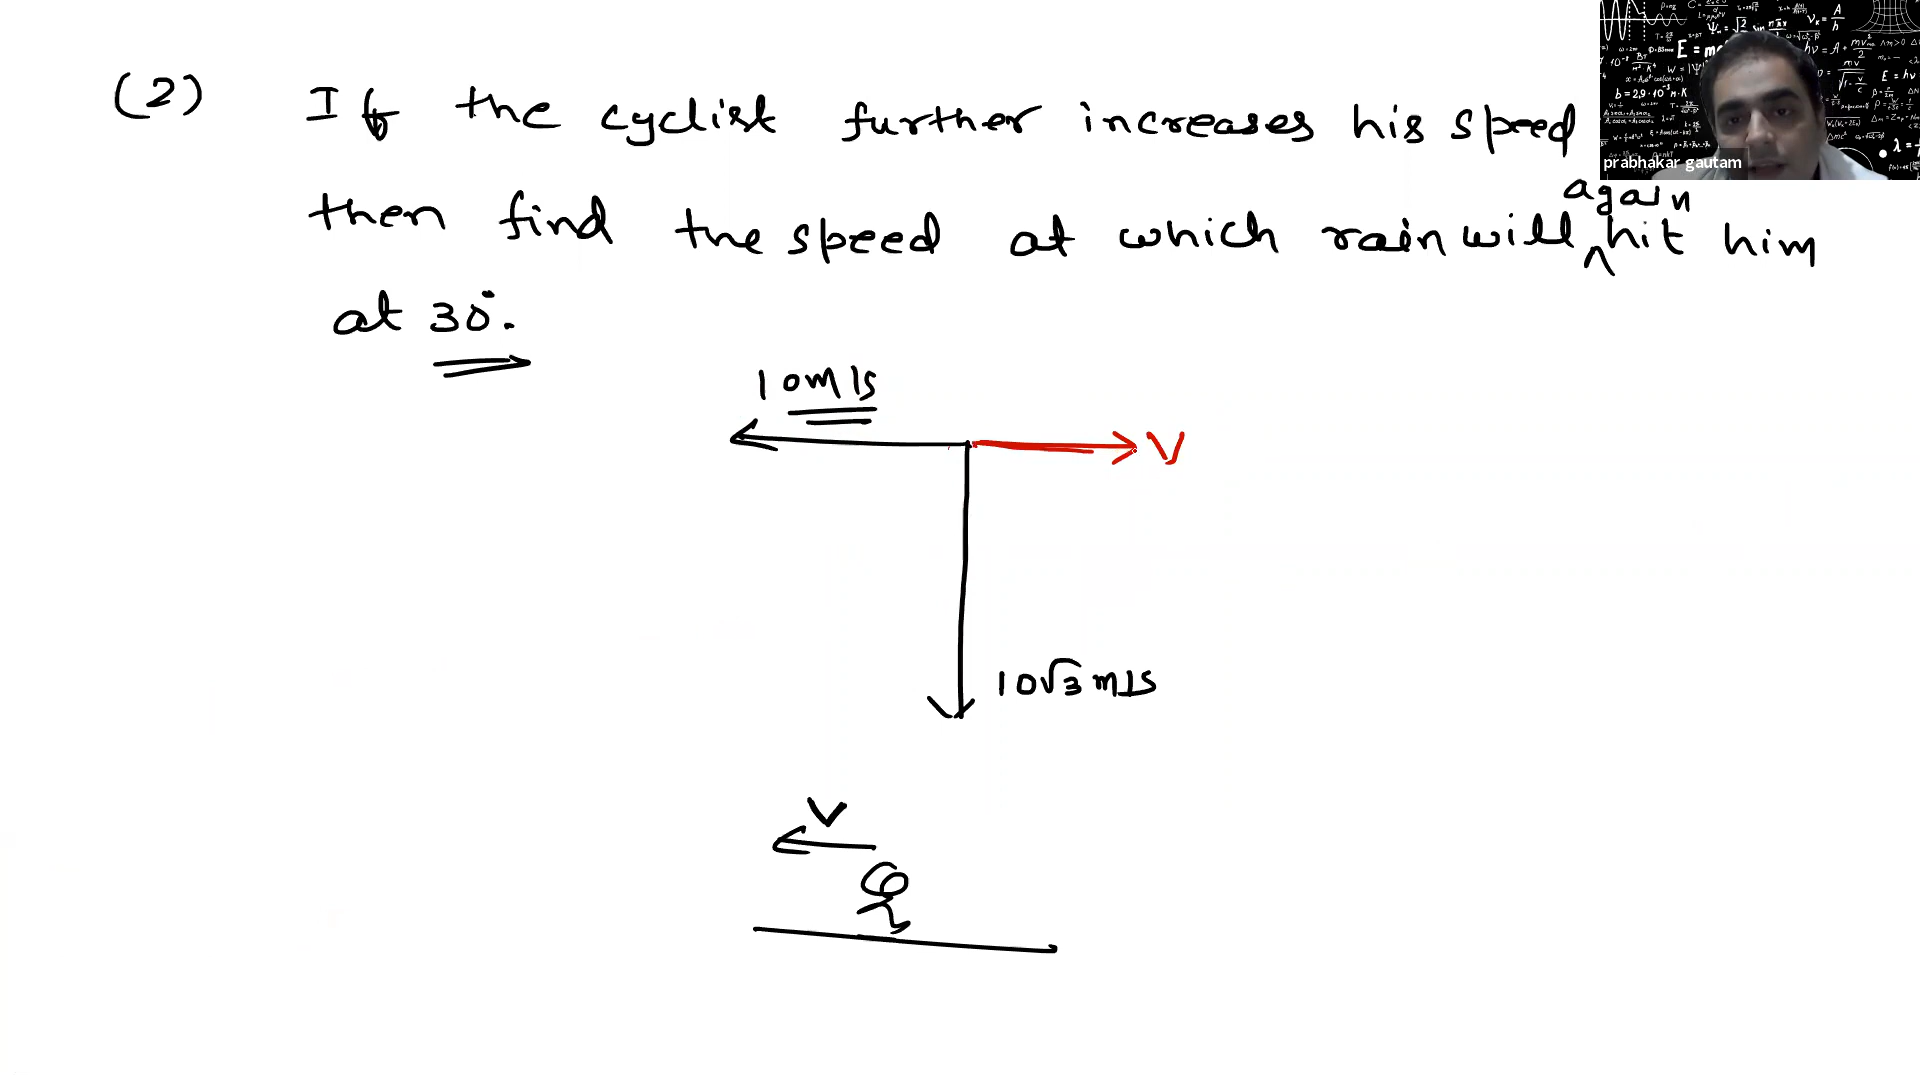 (2) If the cyclist further increases his speed
again
then find the speed at which rain will ^ hit him
at 30°.
10m/s
V
10√3 m/s
V
prabhakar gautam